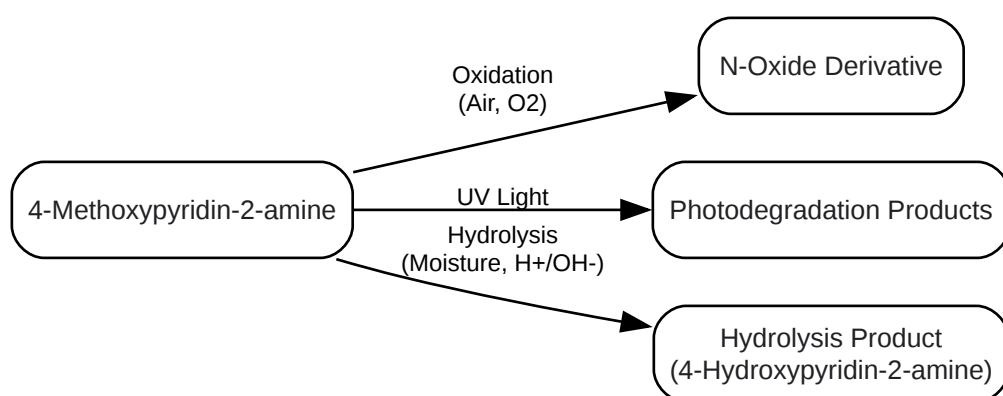 N-Oxide Derivative
Oxidation
(Air, O2)
4-Methoxypyridin-2-amine
UV Light
Photodegradation Products
Hydrolysis
(Moisture, H+/OH-)
Hydrolysis Product
(4-Hydroxypyridin-2-amine)